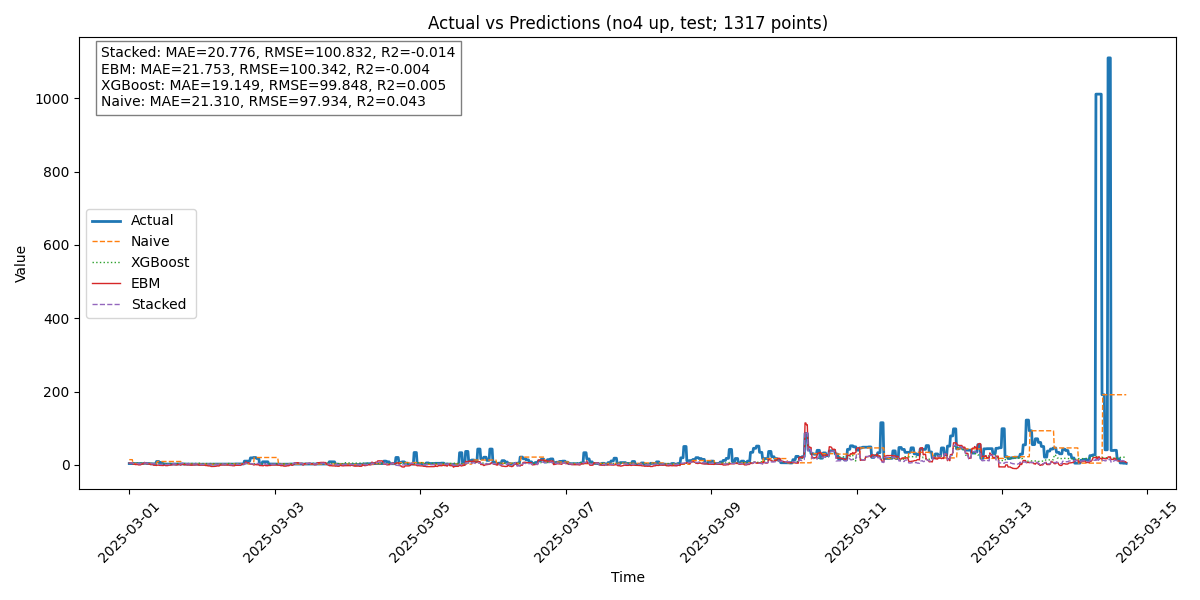 Actual vs Predictions (no4 up, test; 1317 points)
Stacked: MAE=20.776, RMSE=100.832, R2=-0.014
EBM: MAE=21.753, RMSE=100.342, R2=-0.004
XGBoost: MAE=19.149, RMSE=99.848, R2=0.005
Naive: MAE=21.310, RMSE=97.934, R2=0.043
1000
800
600
400
200
0
Value
Actual
Naive
XGBoost
EBM
Stacked
2025-03-01
2025-03-03
2025-03-05
2025-03-07
2025-03-09
2025-03-11
2025-03-13
2025-03-15
Time